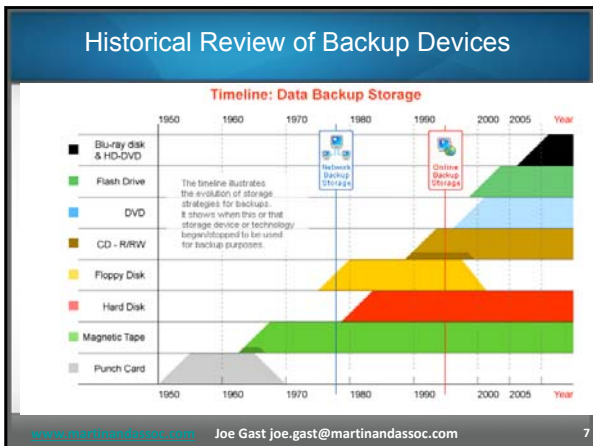 Historical Review of Backup Devices
Timeline: Data Backup Storage
1950 1960 1970 1980 1990 2000 2005 Year
Blu-ray disk
& HD-DVD
Flash Drive
DVD
CD - R/RW
Floppy Disk
Hard Disk
Magnetic Tape
Punch Card
The timeline illustrates
the evolution of storage
strategies for backups.
It shows when this or that
storage device or technology
began/stopped to be used
for backup purposes.
Network
Backup
Storage
Online
Backup
Storage
1950 1960 1970 1980 1990 2000 2005 Year
www.martinandassoc.com Joe Gast joe.gast@martinandassoc.com 7